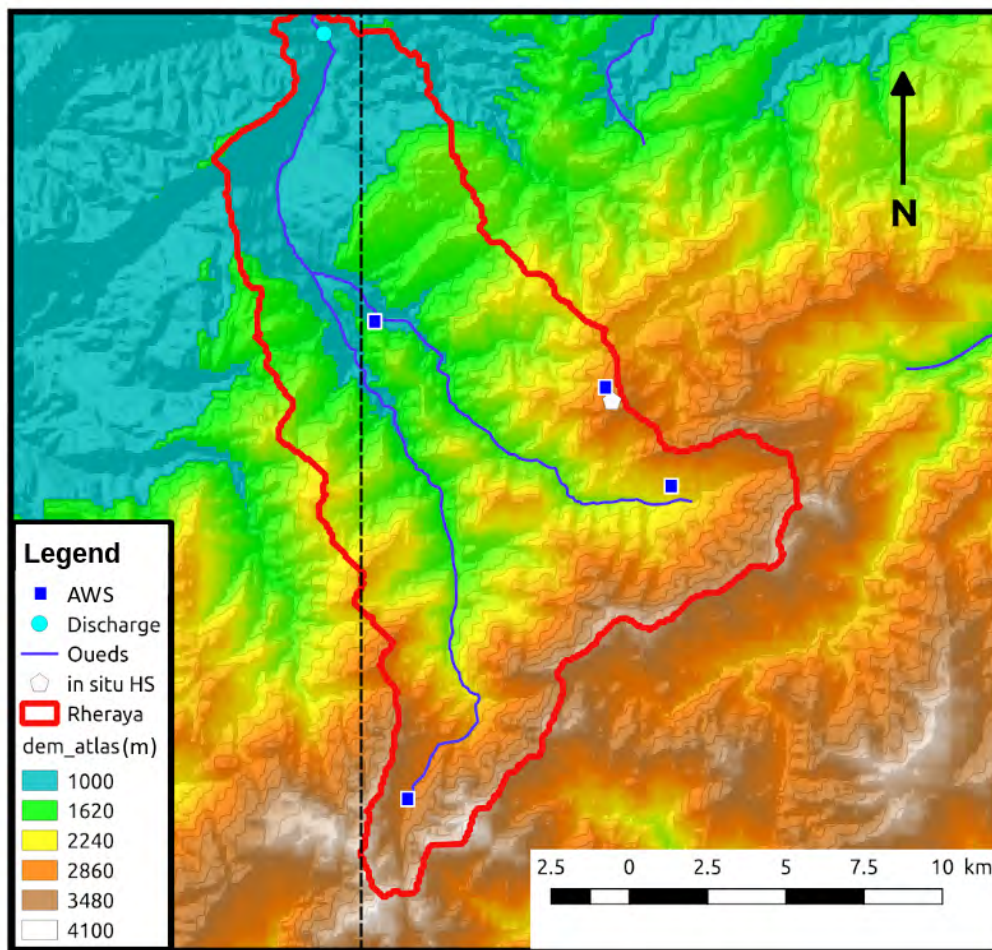 N
Legend
AWS
Discharge
Oueds
in situ HS
Rheraya
dem_atlas(m)
1000
1620
2240
2860
3480
4100
2.5 0 2.5 5 7.5 10 km